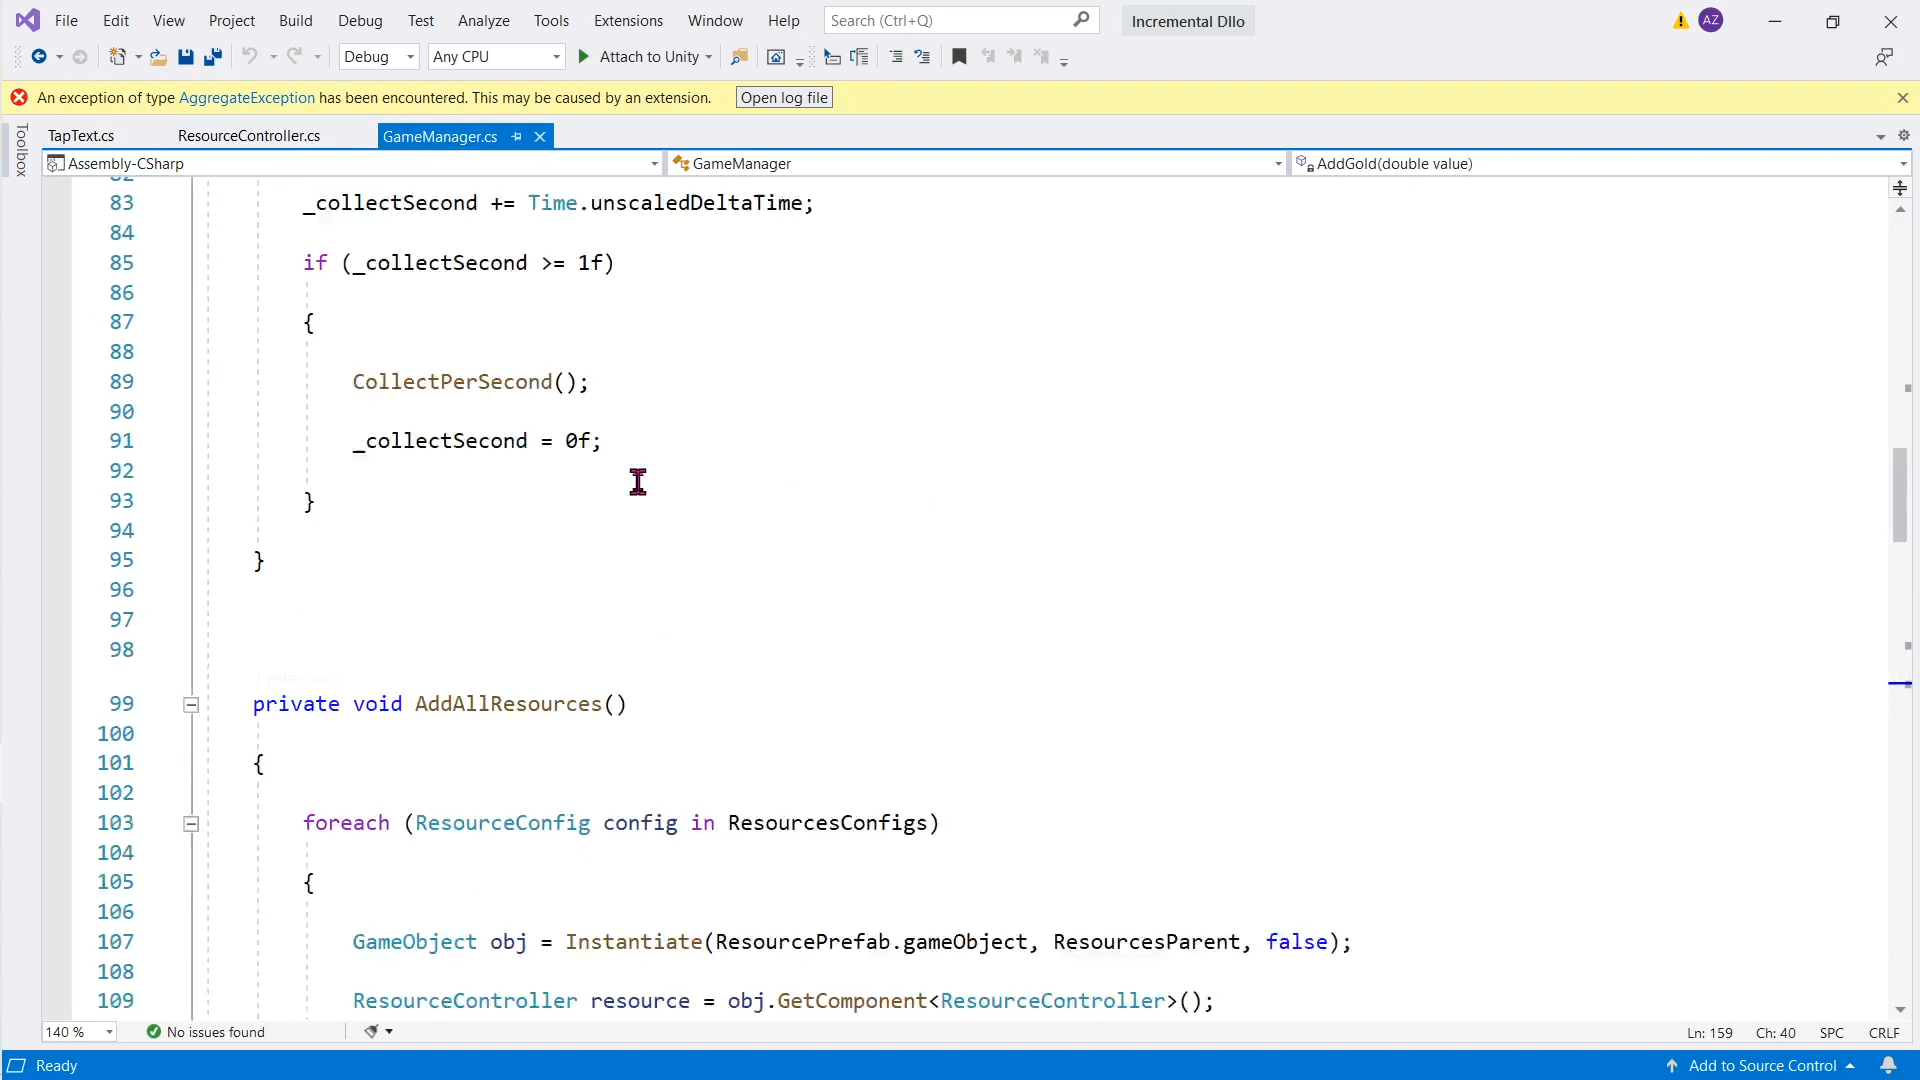 File Edit View Project Build Debug Test Analyze Tools Extensions Window Help Search (Ctrl+Q) Incremental Dllo AZ
Debug Any CPU Attach to Unity
An exception of type AggregateException has been encountered. This may be caused by an extension. Open log file
Toolbox
TapText.cs ResourceController.cs GameManager.cs
Assembly-CSharp GameManager AddGold(double value)
82
83 _collectSecond += Time.unscaledDeltaTime;
84
85 if (_collectSecond >= 1f)
86
87 {
88
89 CollectPerSecond();
90
91 _collectSecond = 0f;
92
93 }
94
95 }
96
97
98
99 private void AddAllResources()
100
101 {
102
103 foreach (ResourceConfig config in ResourcesConfigs)
104
105 {
106
107 GameObject obj = Instantiate(ResourcePrefab.gameObject, ResourcesParent, false);
108
109 ResourceController resource = obj.GetComponent<ResourceController>();
140 % No issues found Ln: 159 Ch: 40 SPC CRLF
Ready Add to Source Control